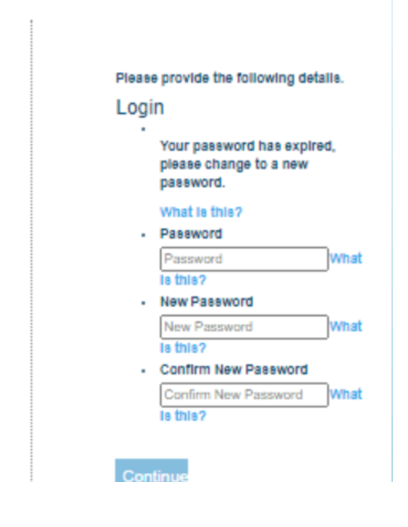 Please provide the following details.
Login
Your password has expired,
please change to a new
password.
What is this?
Password
Password What
is this?
New Password
New Password What
is this?
Confirm New Password
Confirm New Password What
is this?
Continue